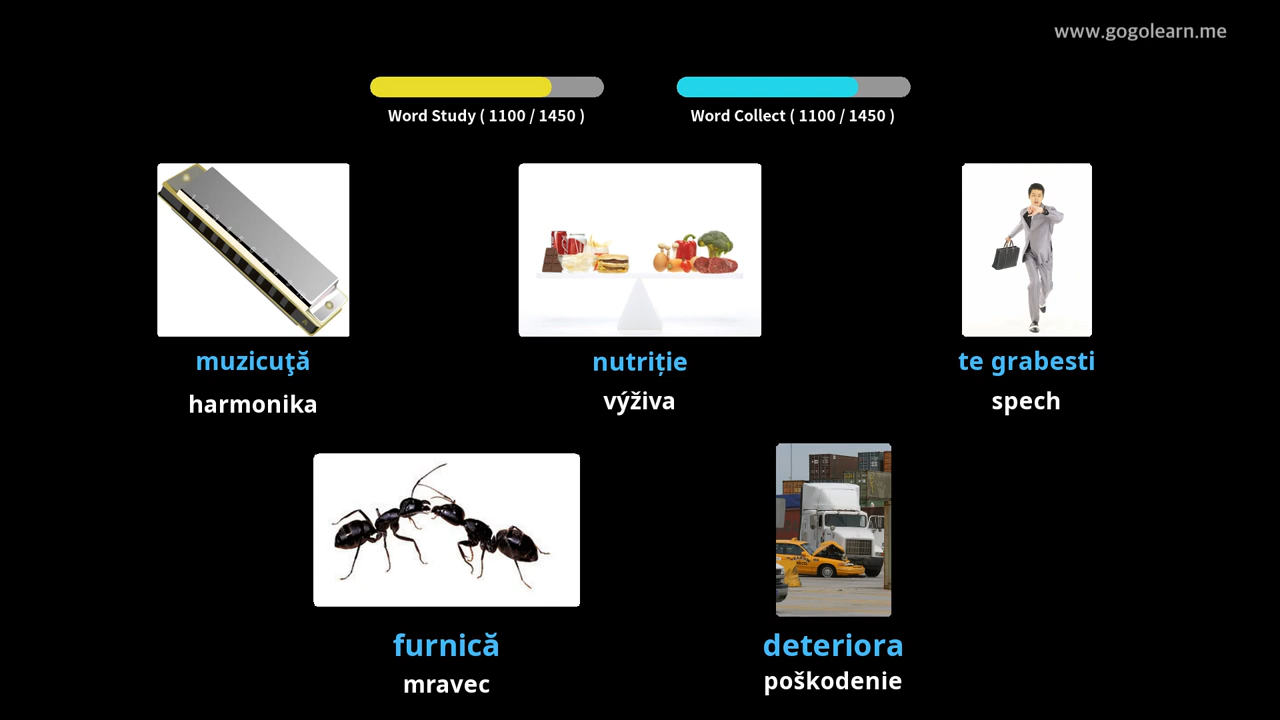 www.gogolearn.me
Word Study ( 1100 / 1450 )
Word Collect ( 1100 / 1450 )
muzicuţă
nutriție
te grabesti
harmonika
výživa
spech
furnică
deteriora
mravec
poškodenie